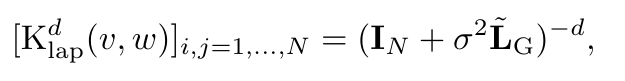 [K^d_lap(v, w)]_{i,j=1,...,N} = (I_N + σ^2 L̃_G)^{-d},